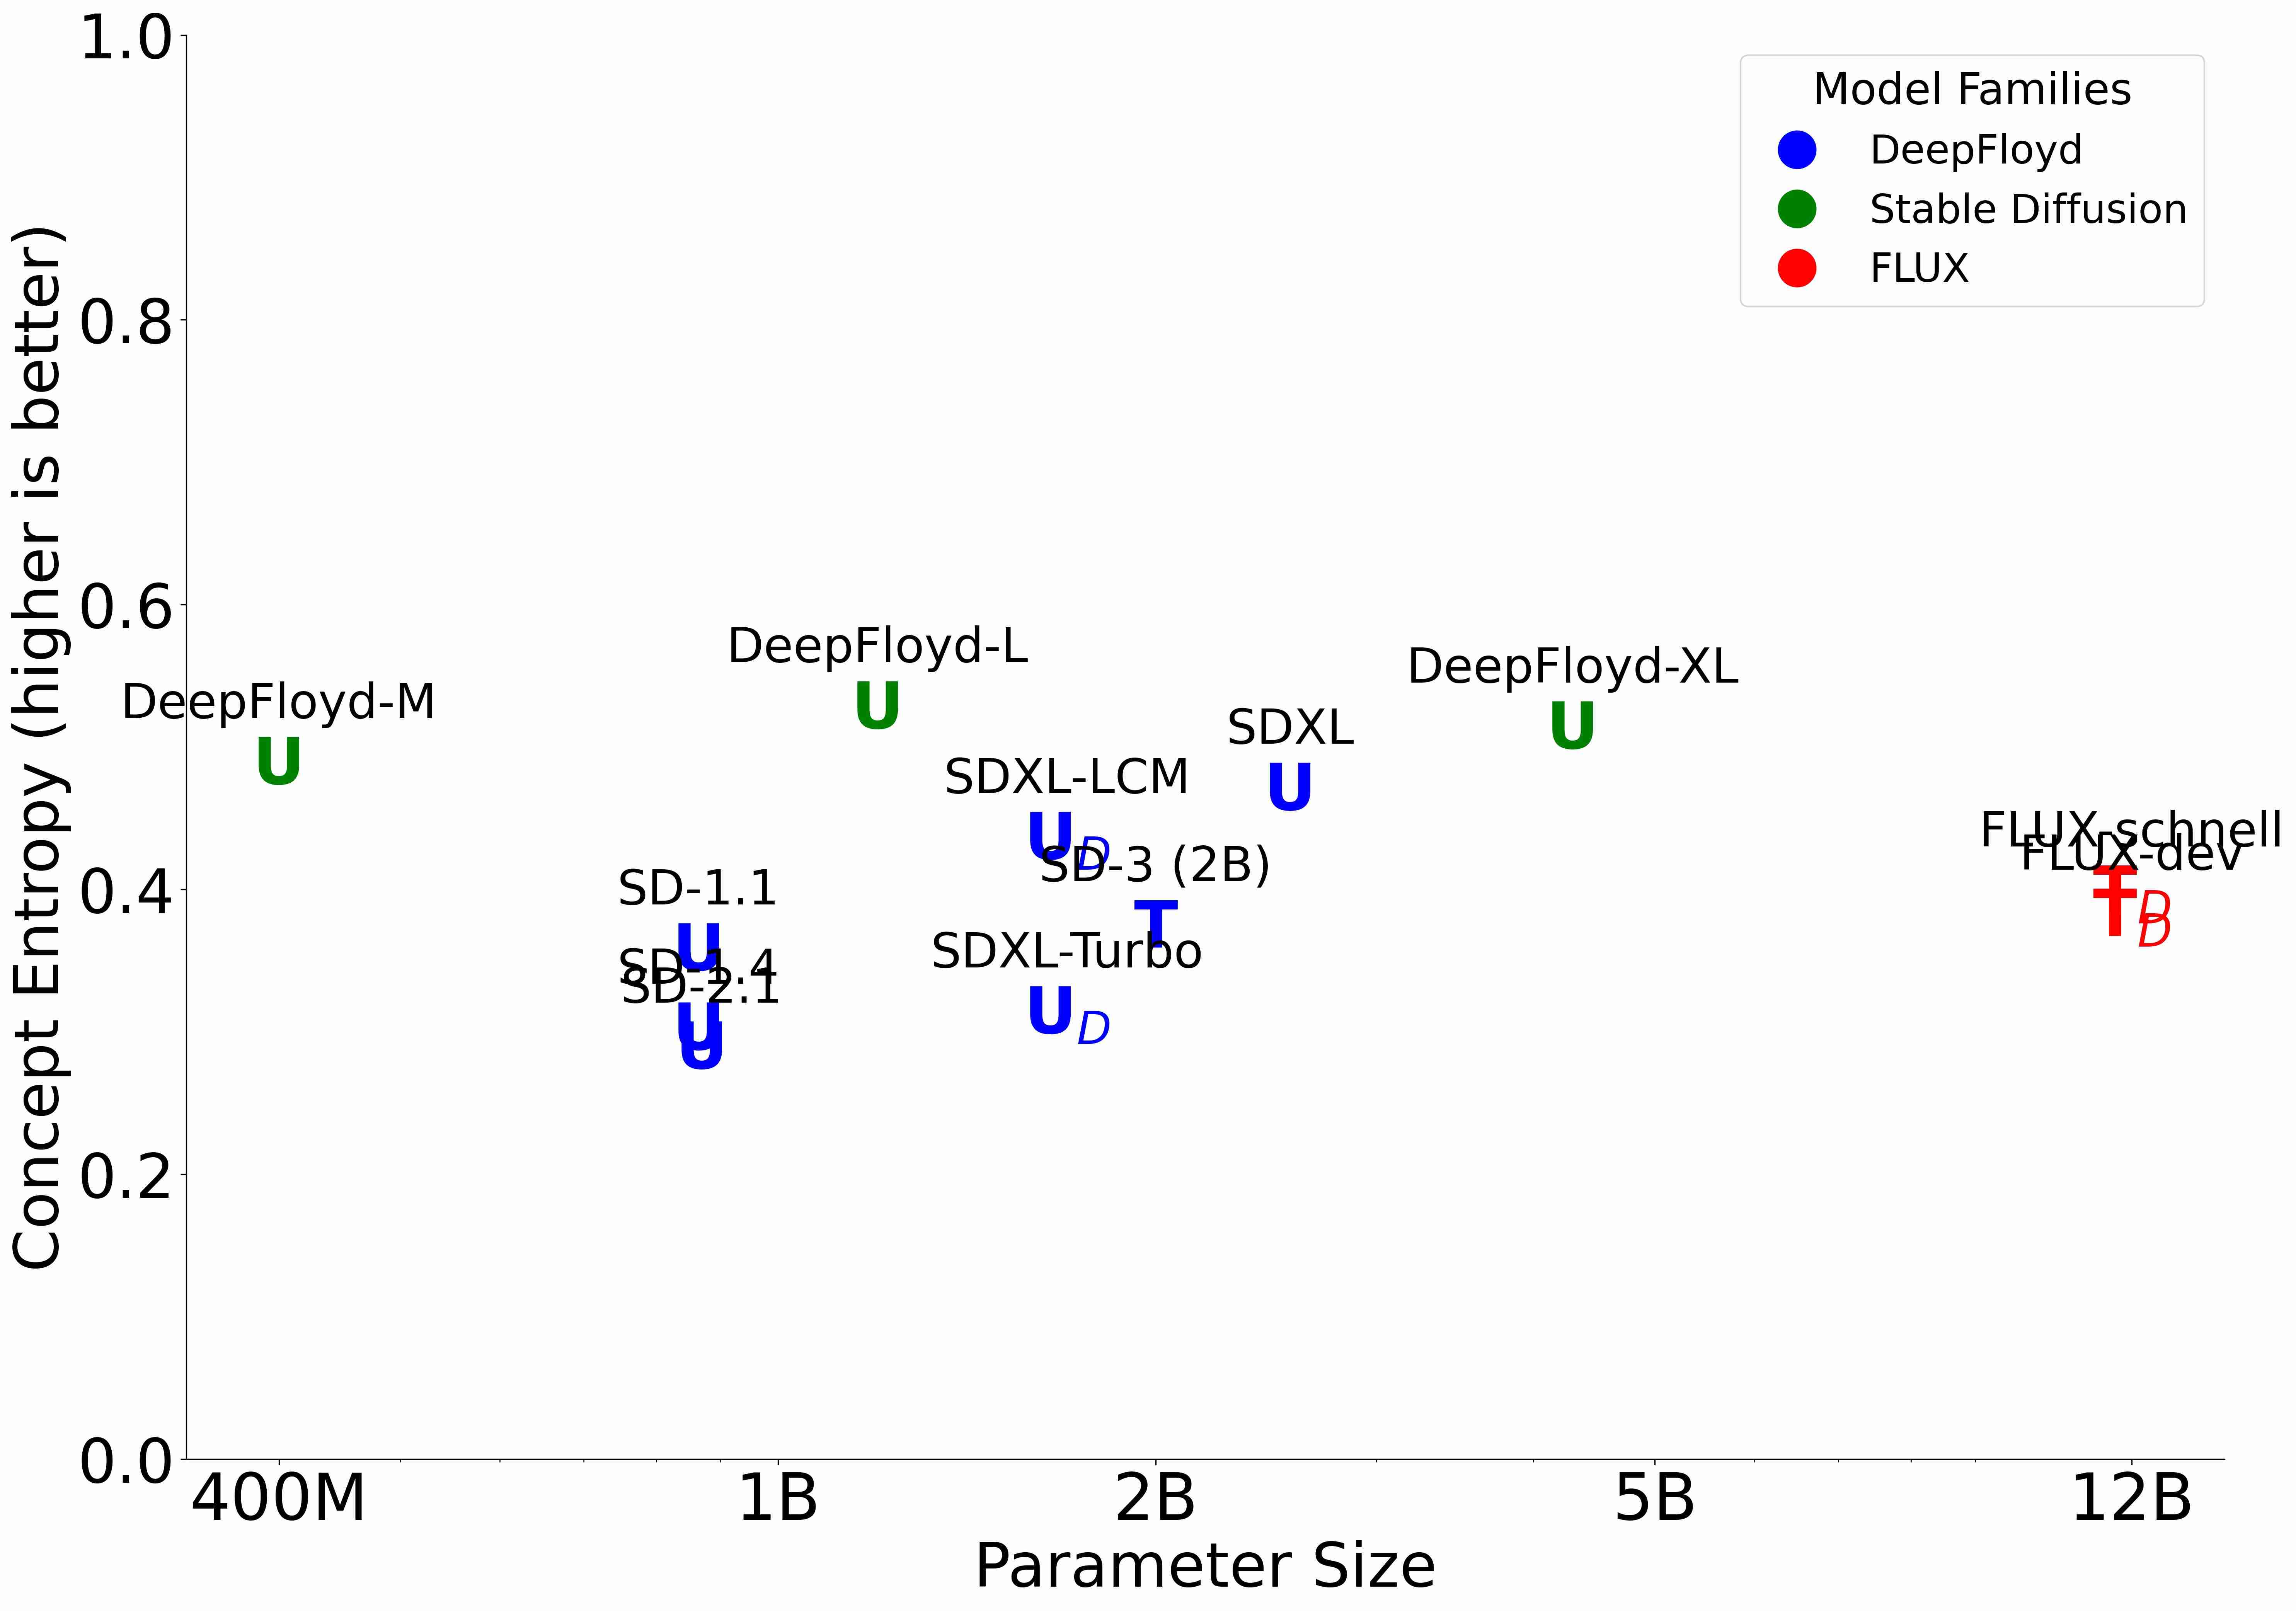 Concept Entropy (higher is better)
1.0
0.8
0.6
0.4
0.2
0.0
Model Families
DeepFloyd
Stable Diffusion
FLUX
DeepFloyd-L
U
DeepFloyd-XL
U
DeepFloyd-M
U
SDXL
U
SDXL-LCM
U D
FLUX-schnell
T D
FLUX-dev
T D
SD-3 (2B)
T
SD-1.1
U
SD-1.4
U
SD-2.1
U
SDXL-Turbo
U D
400M 1B 2B 5B 12B
Parameter Size